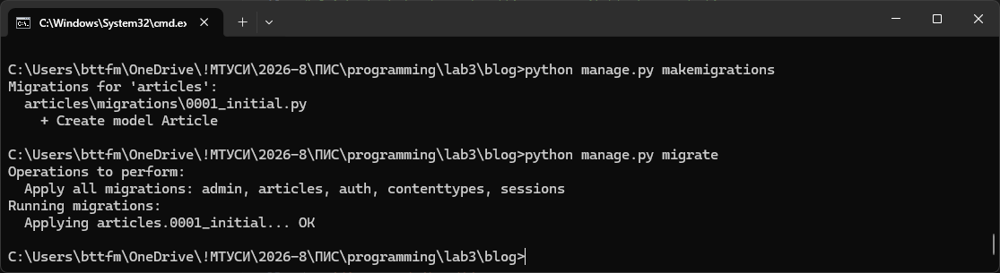 C:\Windows\System32\cmd.ex
C:\Users\bttfm\OneDrive\!МТУСИ\2026-8\ПИС\programming\lab3\blog>python manage.py makemigrations
Migrations for 'articles':
  articles\migrations\0001_initial.py
    + Create model Article
C:\Users\bttfm\OneDrive\!МТУСИ\2026-8\ПИС\programming\lab3\blog>python manage.py migrate
Operations to perform:
  Apply all migrations: admin, articles, auth, contenttypes, sessions
Running migrations:
  Applying articles.0001_initial... OK
C:\Users\bttfm\OneDrive\!МТУСИ\2026-8\ПИС\programming\lab3\blog>